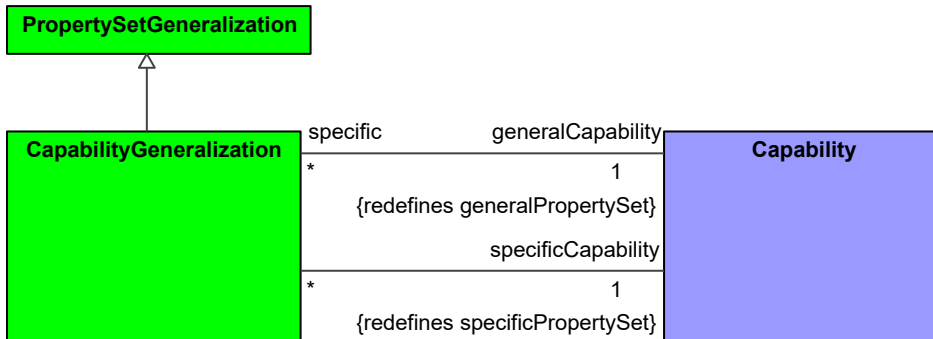 PropertySetGeneralization
specific generalCapability
CapabilityGeneralization Capability
* 1
{redefines generalPropertySet}
specificCapability
* 1
{redefines specificPropertySet}